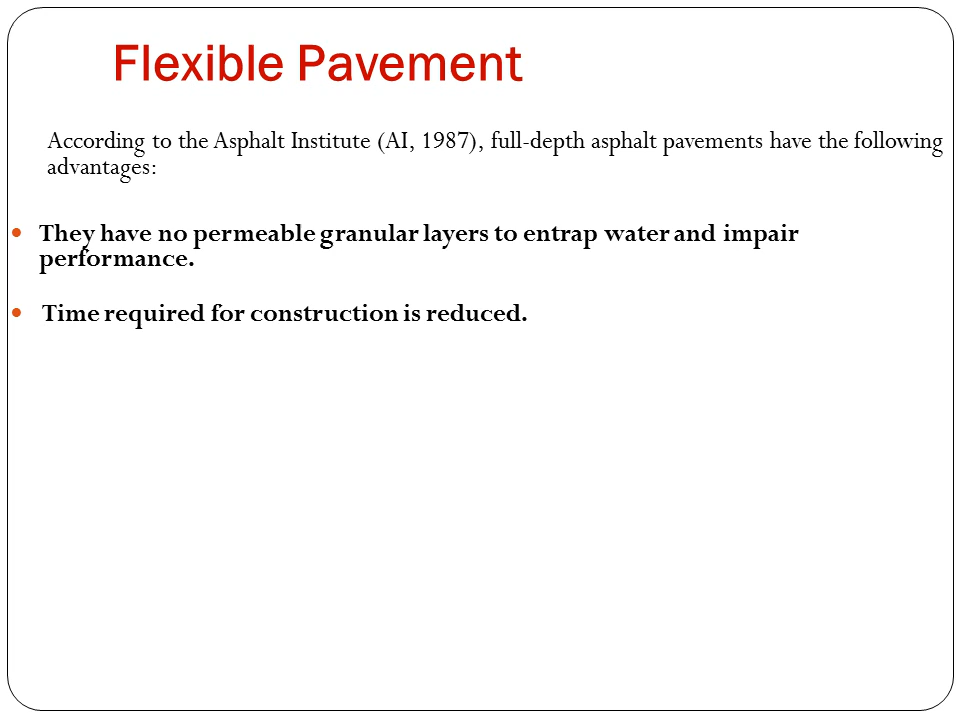 Flexible Pavement
According to the Asphalt Institute (AI, 1987), full-depth asphalt pavements have the following
advantages:
• They have no permeable granular layers to entrap water and impair
performance.
• Time required for construction is reduced.